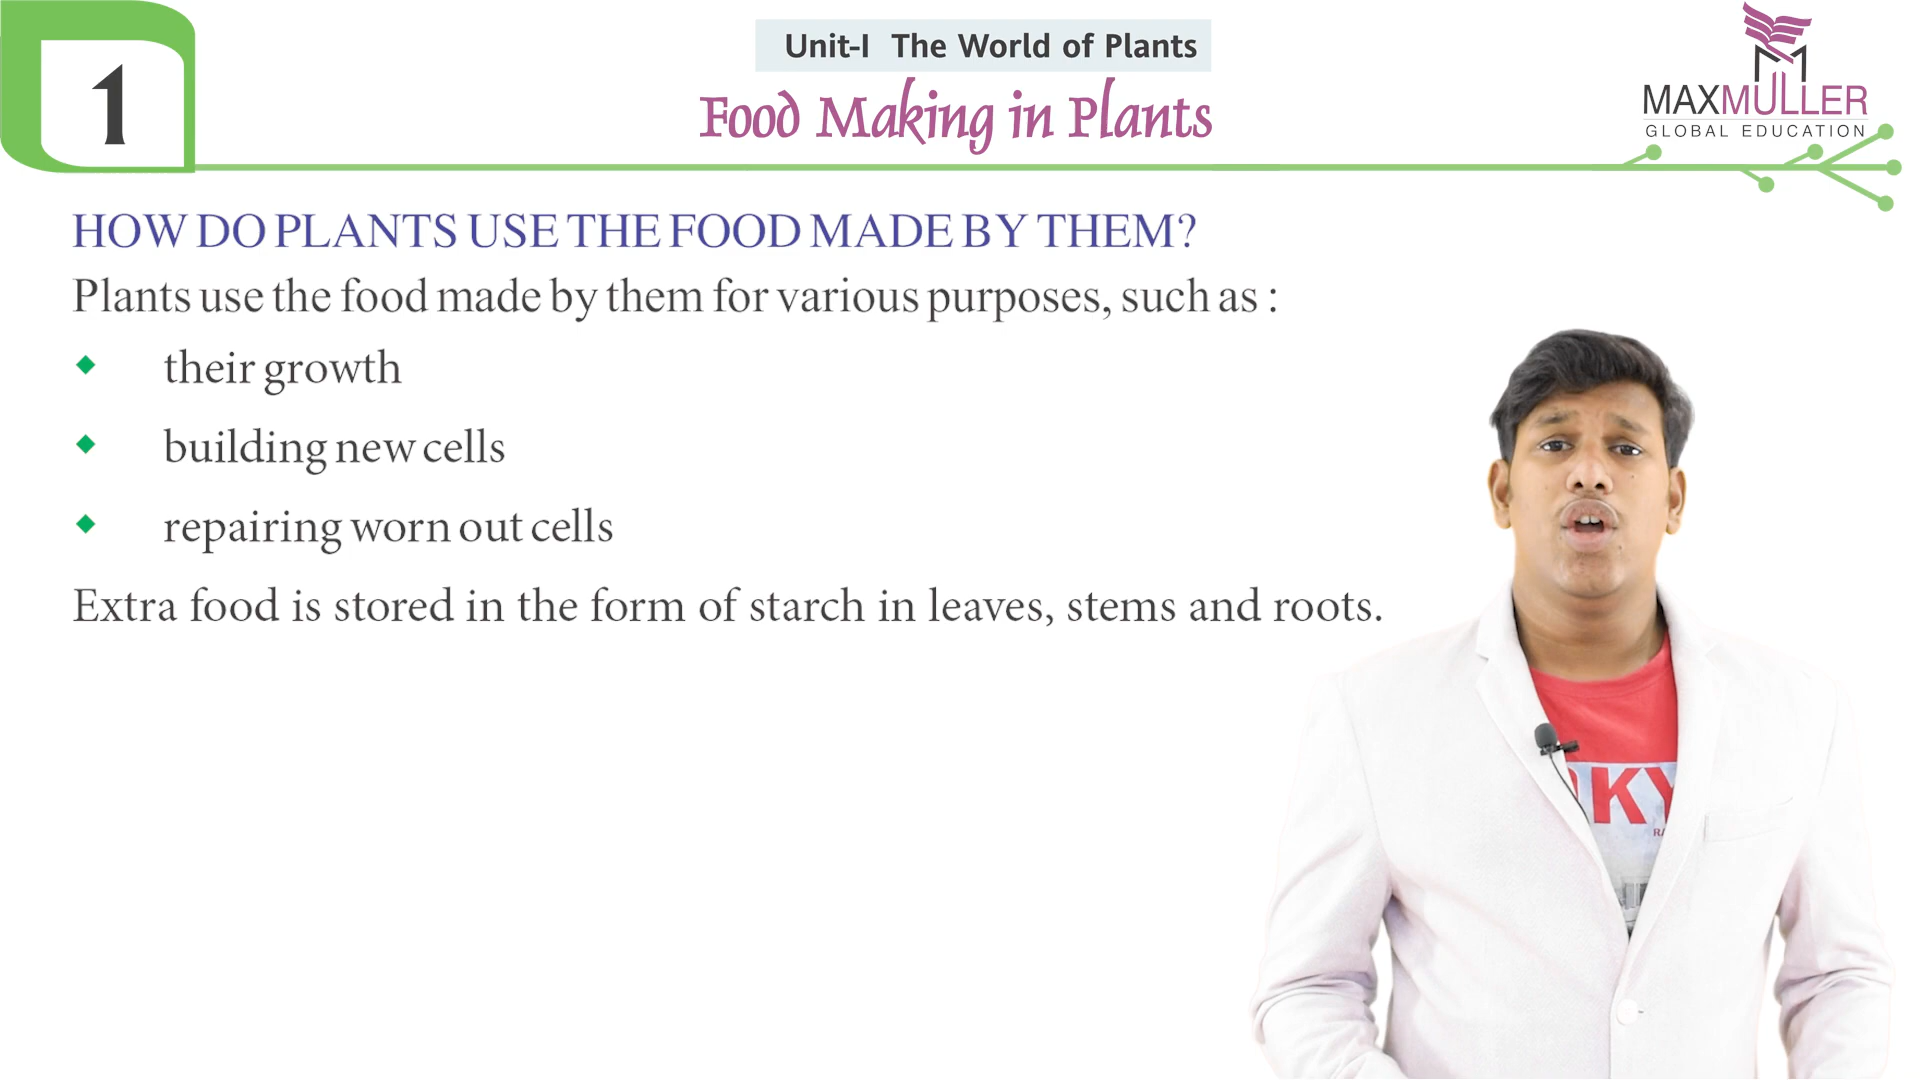 1
Unit-I The World of Plants
Food Making in Plants
MAXMULLER
GLOBAL EDUCATION
HOW DO PLANTS USE THE FOOD MADE BY THEM?
Plants use the food made by them for various purposes, such as :
their growth
building new cells
repairing worn out cells
Extra food is stored in the form of starch in leaves, stems and roots.